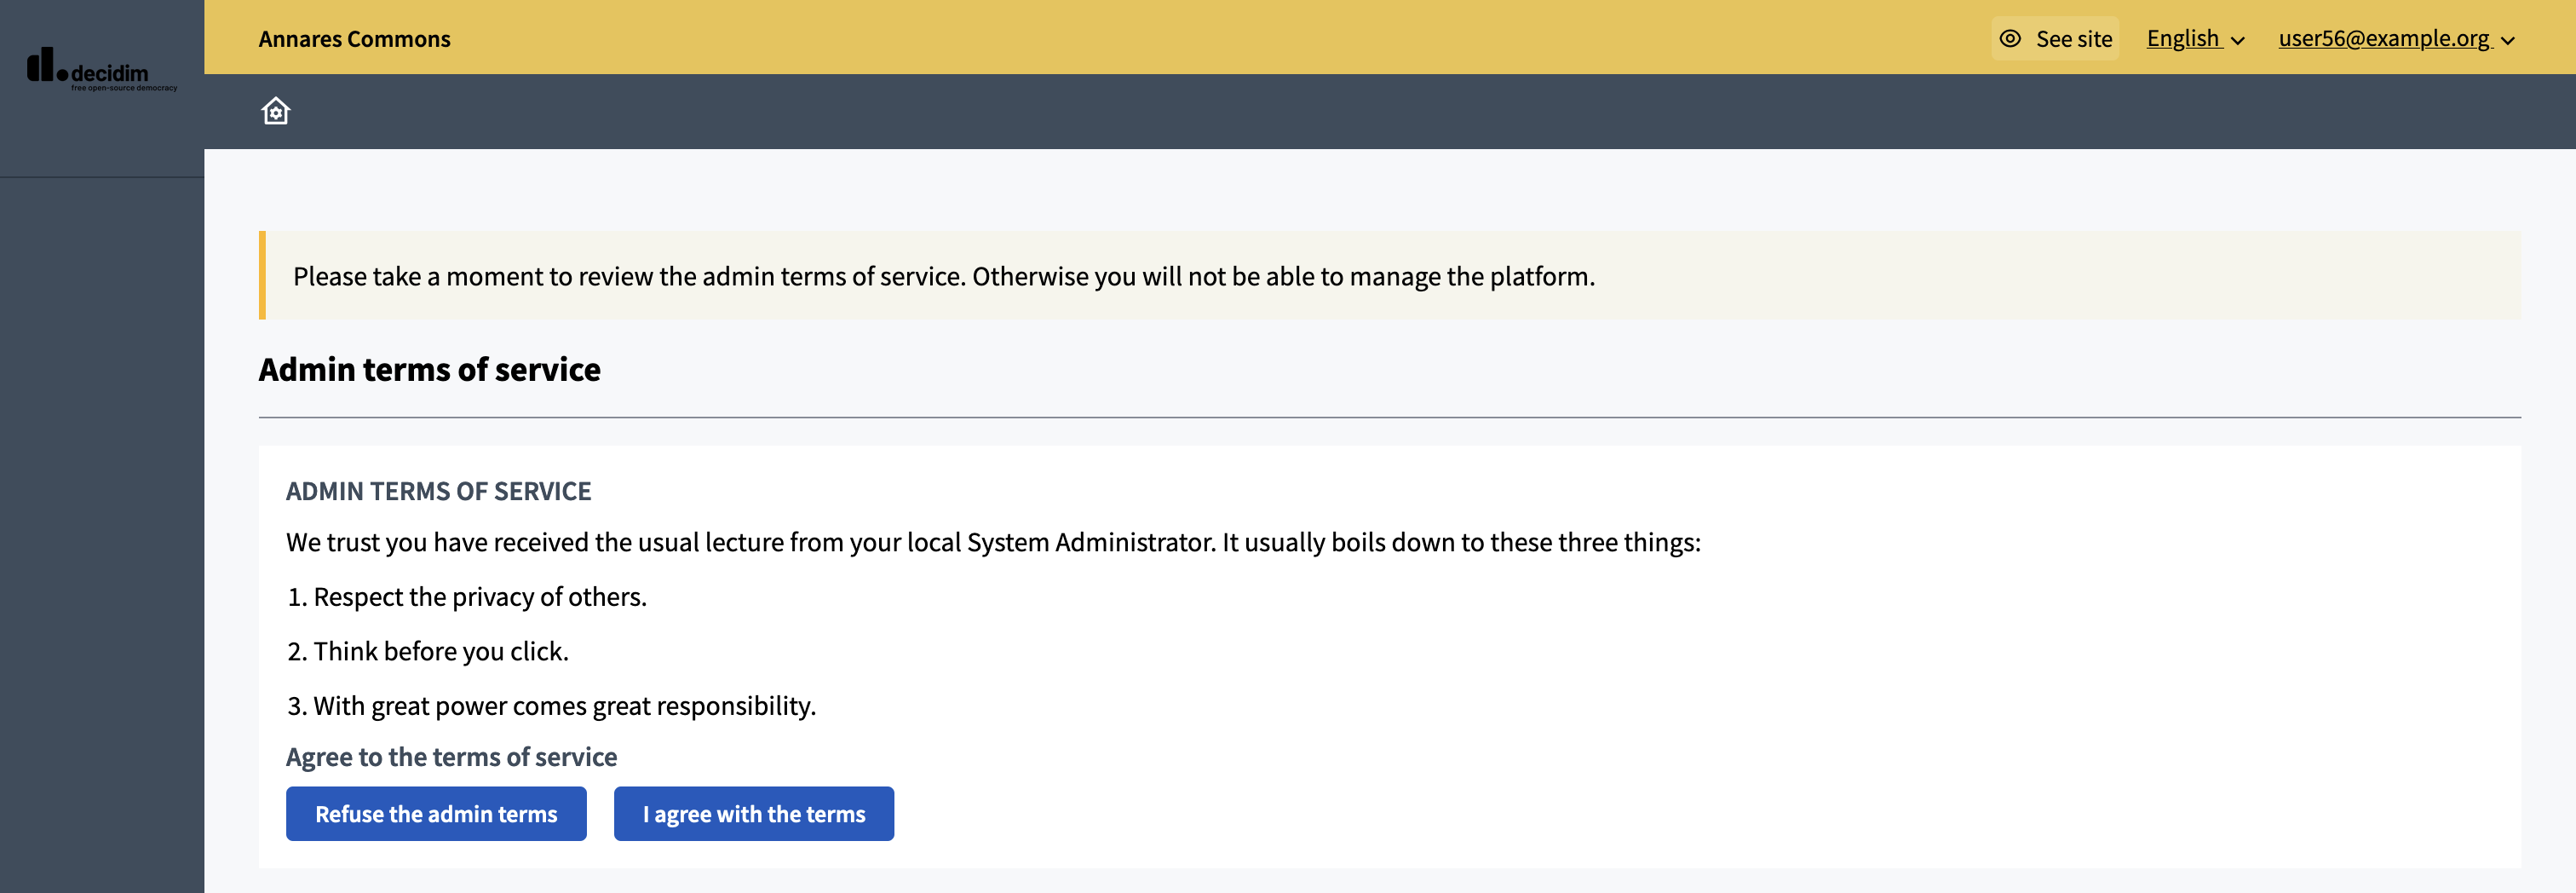 decidim
free open-source democracy
Annares Commons
See site
English
user56@example.org
Please take a moment to review the admin terms of service. Otherwise you will not be able to manage the platform.
Admin terms of service
ADMIN TERMS OF SERVICE
We trust you have received the usual lecture from your local System Administrator. It usually boils down to these three things:
1. Respect the privacy of others.
2. Think before you click.
3. With great power comes great responsibility.
Agree to the terms of service
Refuse the admin terms
I agree with the terms